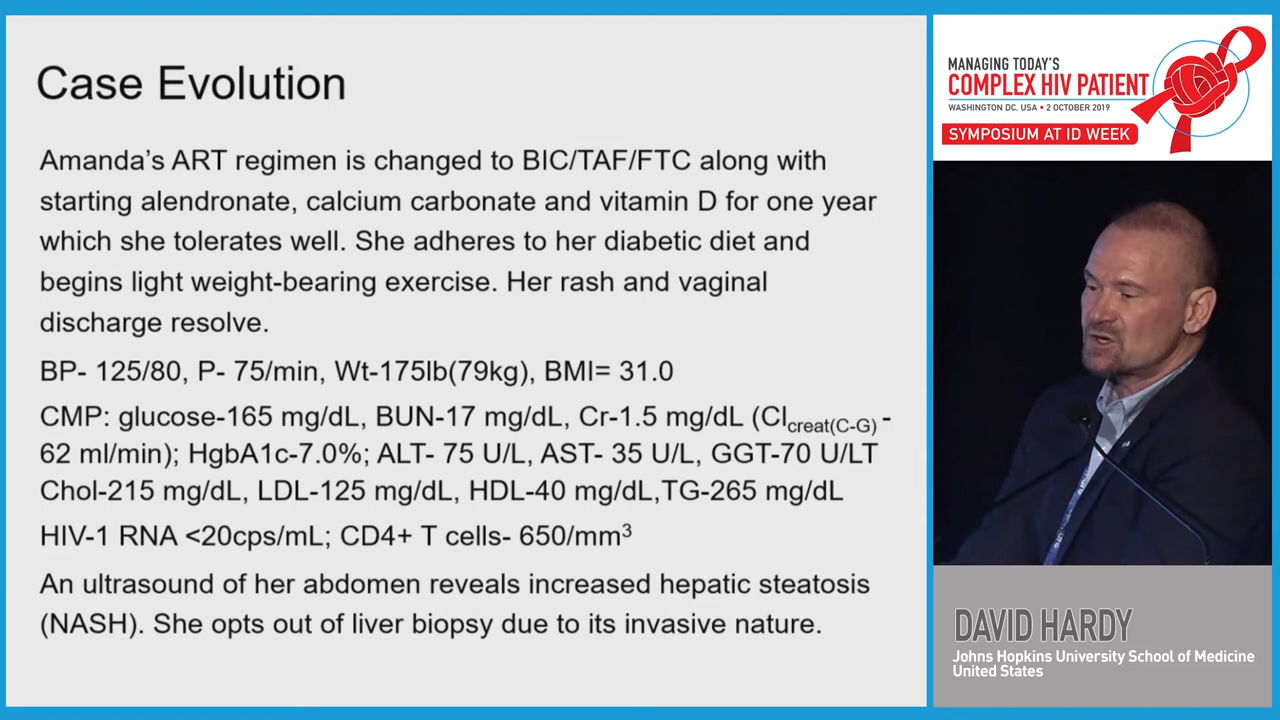 Case Evolution
Amanda’s ART regimen is changed to BIC/TAF/FTC along with
starting alendronate, calcium carbonate and vitamin D for one year
which she tolerates well. She adheres to her diabetic diet and
begins light weight-bearing exercise. Her rash and vaginal
discharge resolve.
BP- 125/80, P- 75/min, Wt-175lb(79kg), BMI= 31.0
CMP: glucose-165 mg/dL, BUN-17 mg/dL, Cr-1.5 mg/dL (Cl creat(C-G) -
62 ml/min); HgbA1c-7.0%; ALT- 75 U/L, AST- 35 U/L, GGT-70 U/LT
Chol-215 mg/dL, LDL-125 mg/dL, HDL-40 mg/dL,TG-265 mg/dL
HIV-1 RNA <20cps/mL; CD4+ T cells- 650/mm³
An ultrasound of her abdomen reveals increased hepatic steatosis
(NASH). She opts out of liver biopsy due to its invasive nature.
MANAGING TODAY’S
COMPLEX HIV PATIENT
WASHINGTON DC, USA • 2 OCTOBER 2019
SYMPOSIUM AT ID WEEK
DAVID HARDY
Johns Hopkins University School of Medicine
United States